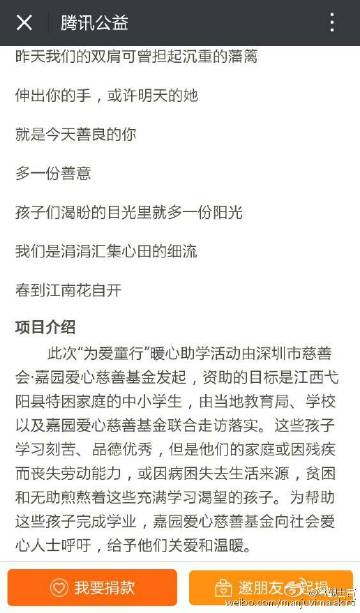 腾讯公益
昨天我们的双肩可曾担起沉重的藩篱
伸出你的手，或许明天的她
就是今天善良的你
多一份善意
孩子们渴盼的目光里就多一份阳光
我们是涓涓汇集心田的细流
春到江南花自开
项目介绍
此次“为爱童行”暖心助学活动由深圳市慈善
会·嘉园爱心慈善基金发起，资助的目标是江西弋
阳县特困家庭的中小学生，由当地教育局、学校
以及嘉园爱心慈善基金联合走访落实。这些孩子
学习刻苦、品德优秀，但是他们的家庭或因残疾
而丧失劳动能力，或因病困失去生活来源，贫困
和无助煎熬着这些充满学习渴望的孩子。为帮助
这些孩子完成学业，嘉园爱心慈善基金向社会爱
心人士呼吁，给予他们关爱和温暖。
我要捐款
邀朋友一起捐